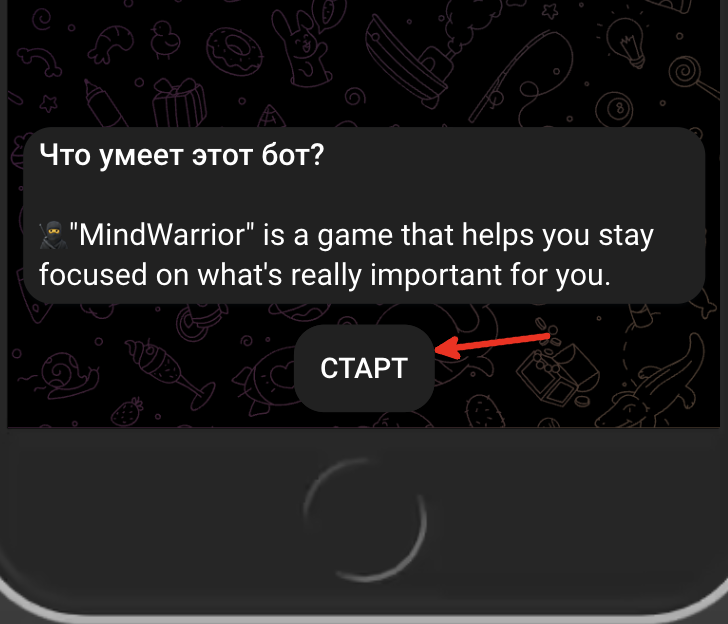 Что умеет этот бот?
🥷"MindWarrior" is a game that helps you stay
focused on what's really important for you.
СТАРТ
8